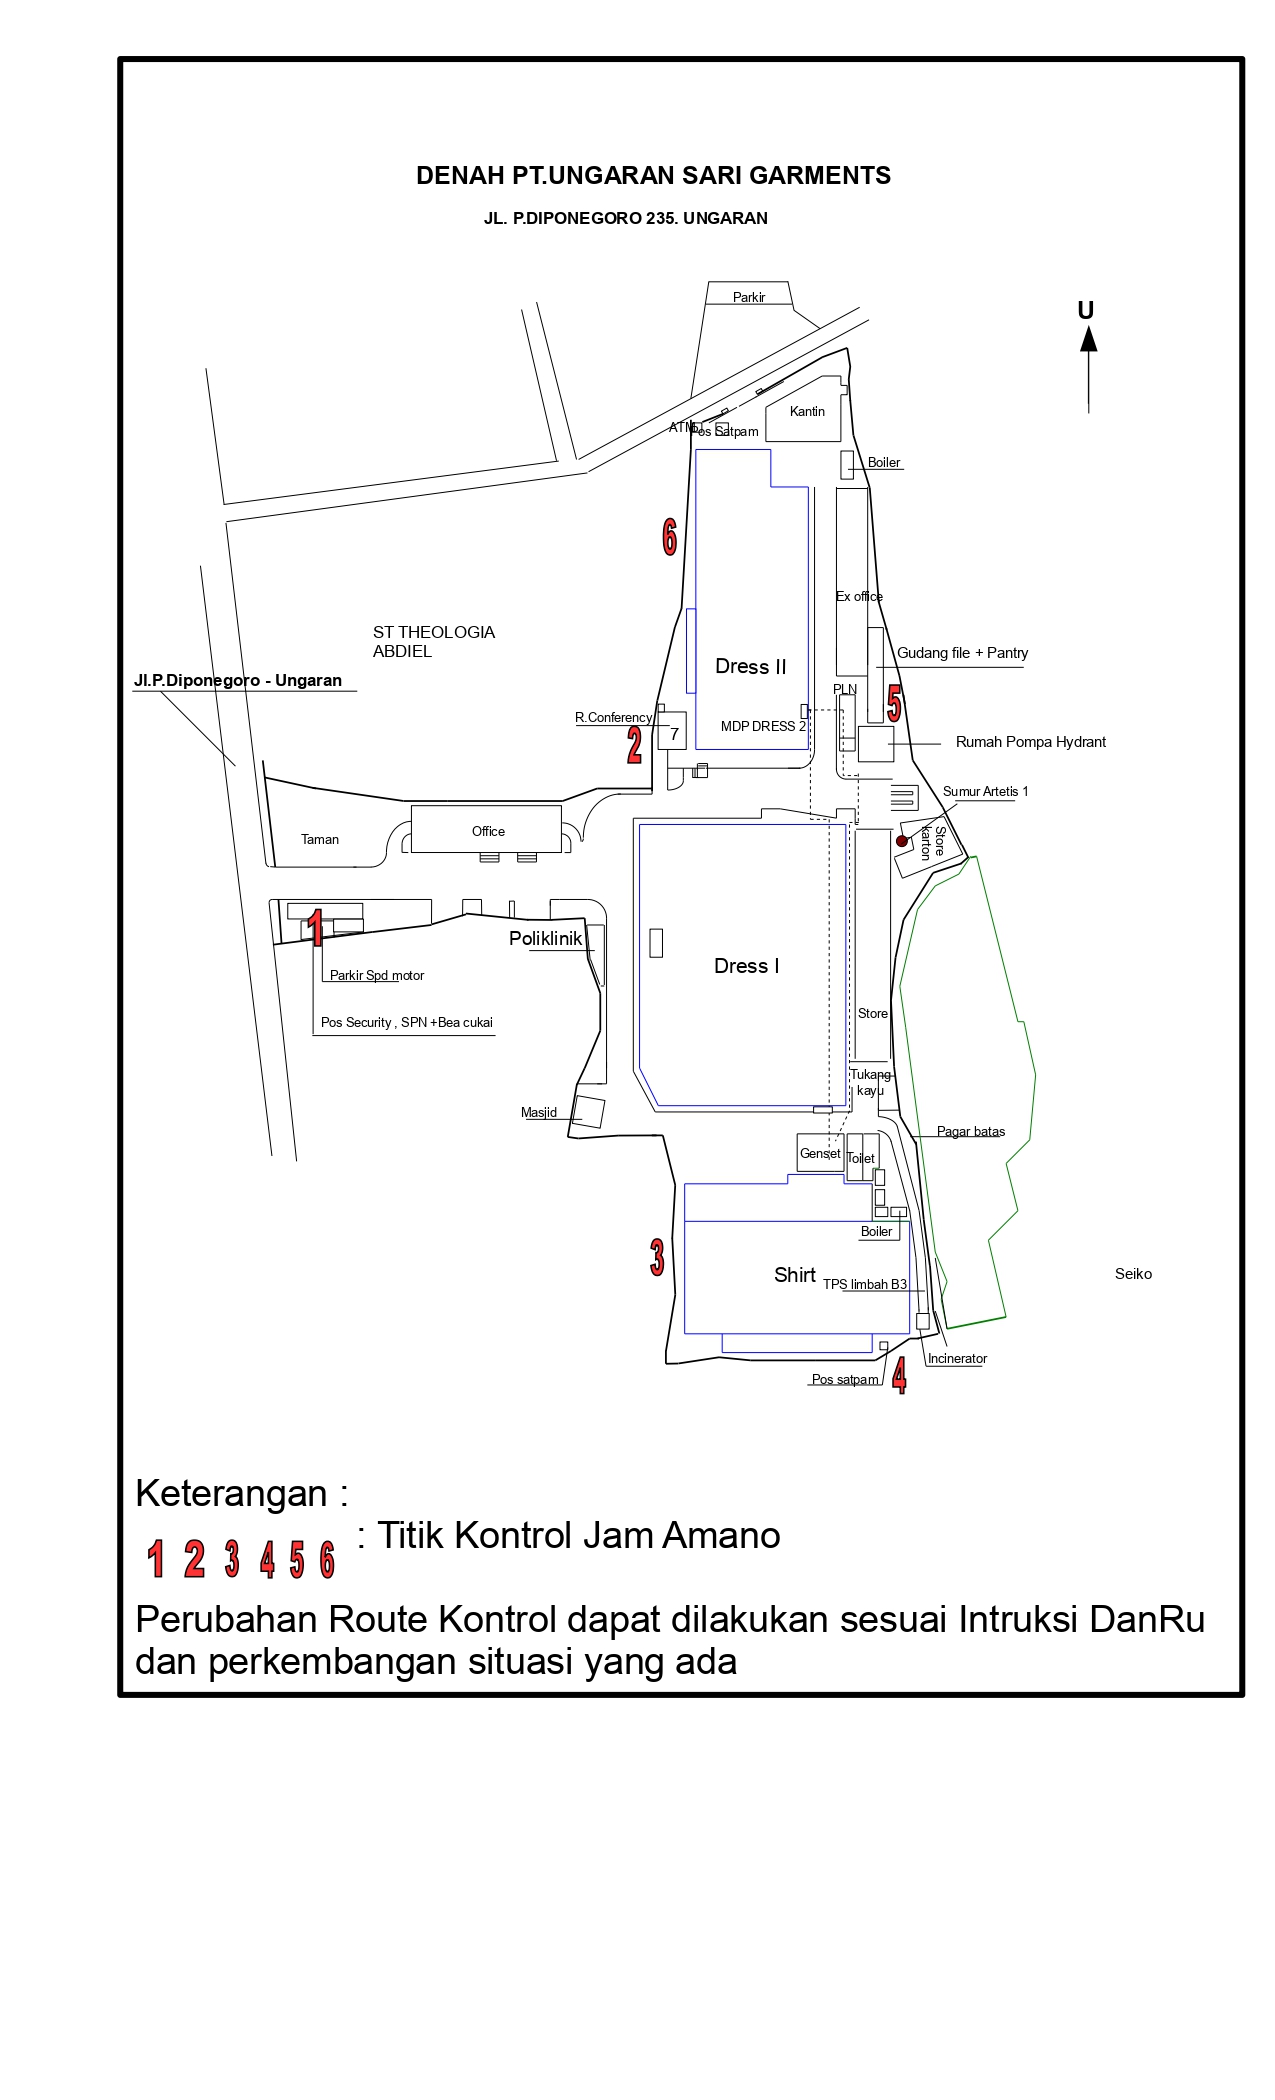 DENAH PT.UNGARAN SARI GARMENTS
JL. P.DIPONEGORO 235. UNGARAN
Parkir
U
Kantin
ATM
Pos Satpam
Boiler
6
Ex office
ST THEOLOGIA
ABDIEL
Gudang file + Pantry
Dress II
Jl.P.Diponegoro - Ungaran
PLN
5
R.Conferency
MDP DRESS 2
7
2
Rumah Pompa Hydrant
Sumur Artetis 1
Office
Taman
Store
karton
1
Poliklinik
Dress I
Parkir Spd motor
Store
Pos Security , SPN +Bea cukai
Tukang
kayu
Masjid
Pagar batas
Genset
Toilet
Boiler
3
Shirt
Seiko
TPS limbah B3
Incinerator
4
Pos satpam
Keterangan :
1 2 3 4 5 6 : Titik Kontrol Jam Amano
Perubahan Route Kontrol dapat dilakukan sesuai Intruksi DanRu
dan perkembangan situasi yang ada